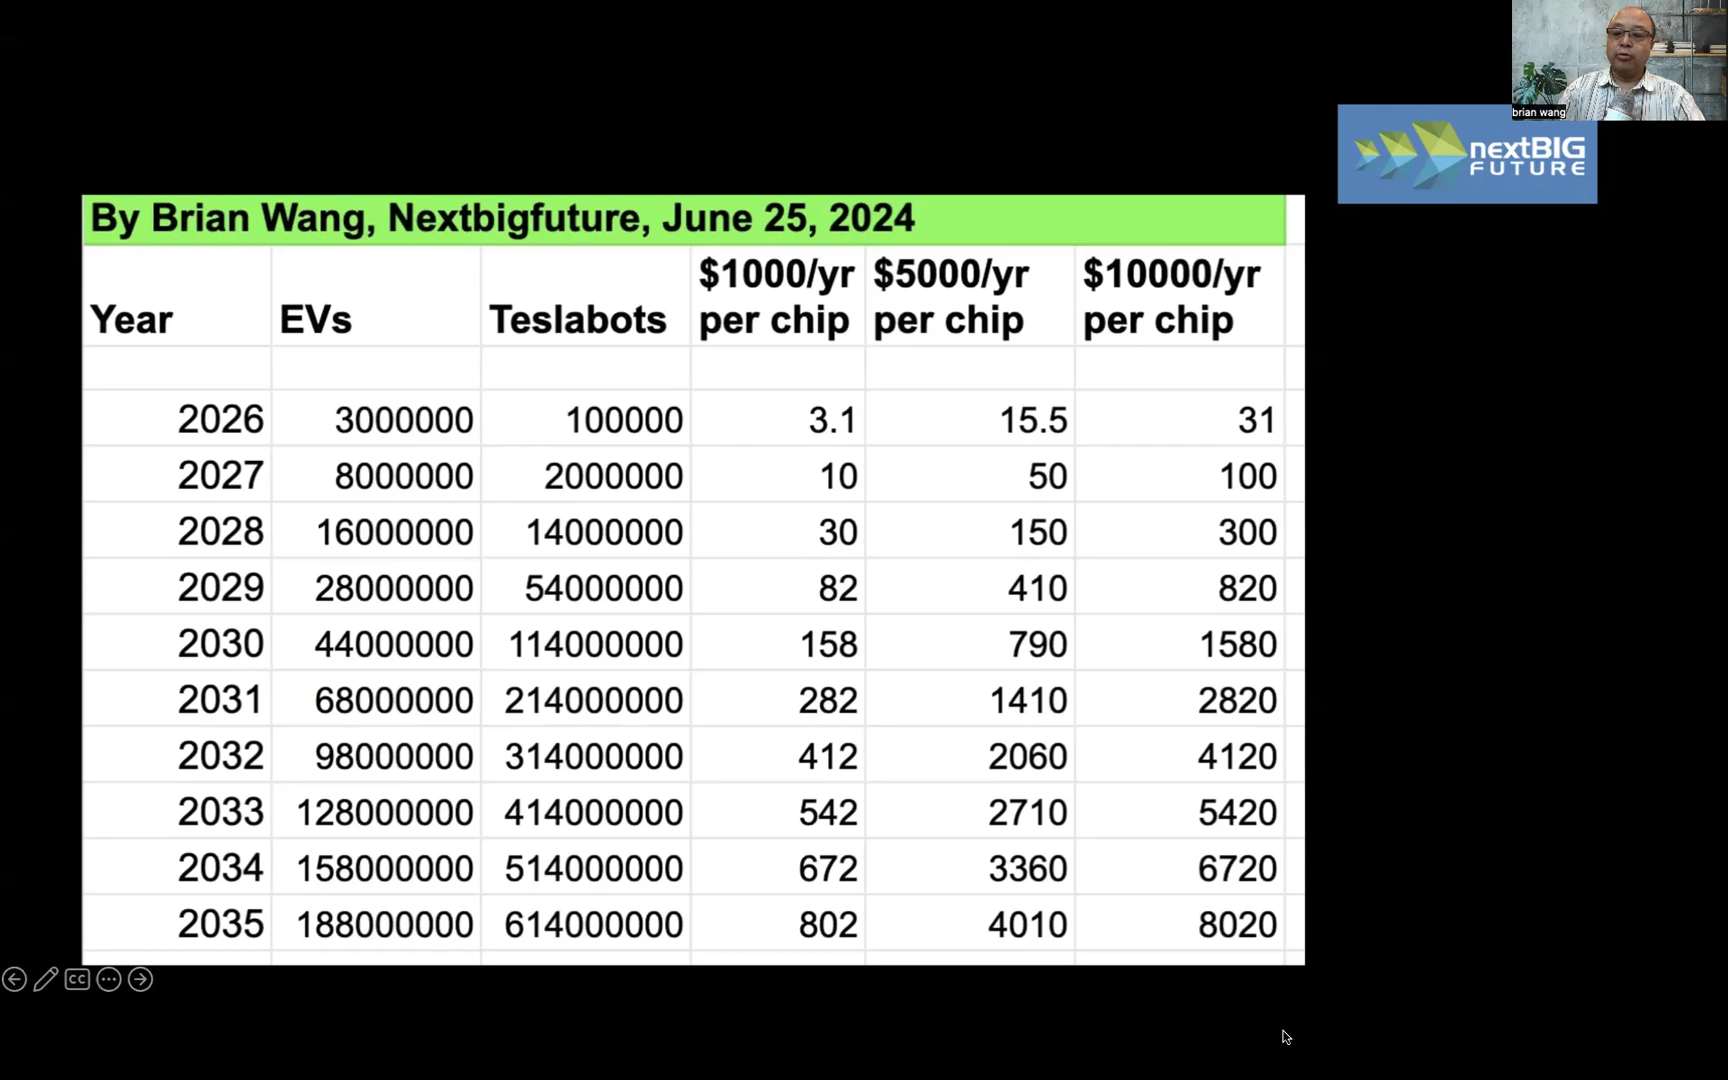 brian wang
nextBIG
FUTURE
By Brian Wang, Nextbigfuture, June 25, 2024
Year EVs Teslabots $1000/yr per chip $5000/yr per chip $10000/yr per chip
2026 3000000 100000 3.1 15.5 31
2027 8000000 2000000 10 50 100
2028 16000000 14000000 30 150 300
2029 28000000 54000000 82 410 820
2030 44000000 114000000 158 790 1580
2031 68000000 214000000 282 1410 2820
2032 98000000 314000000 412 2060 4120
2033 128000000 414000000 542 2710 5420
2034 158000000 514000000 672 3360 6720
2035 188000000 614000000 802 4010 8020
CC